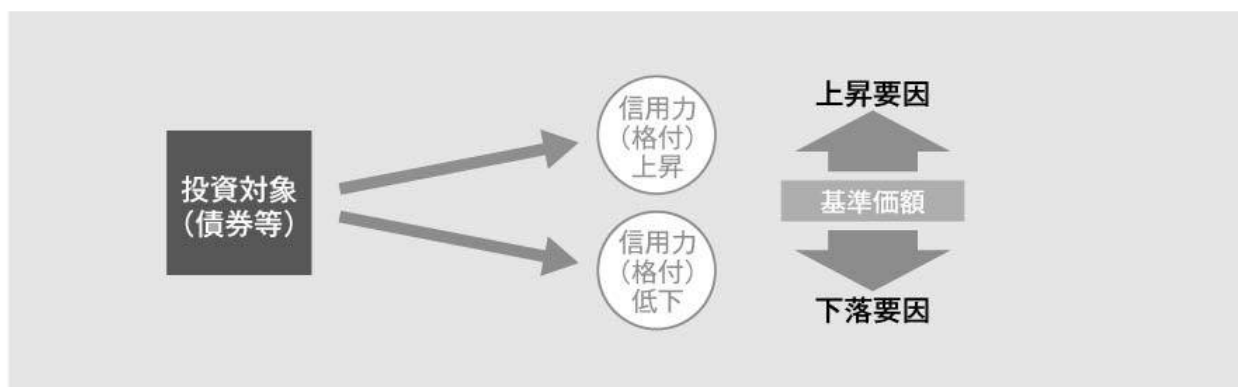 投資対象
（債券等）
信用力
（格付）
上昇
信用力
（格付）
低下
上昇要因
基準価額
下落要因